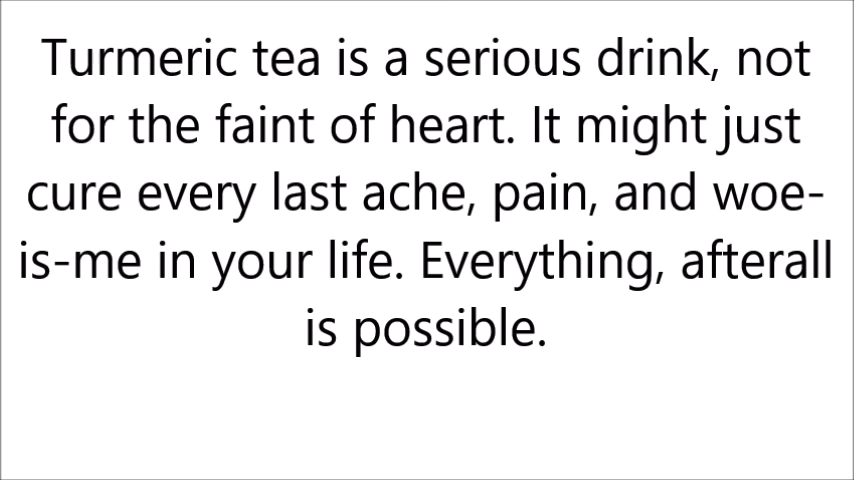 Turmeric tea is a serious drink, not
for the faint of heart. It might just
cure every last ache, pain, and woe-
is-me in your life. Everything, afterall
is possible.